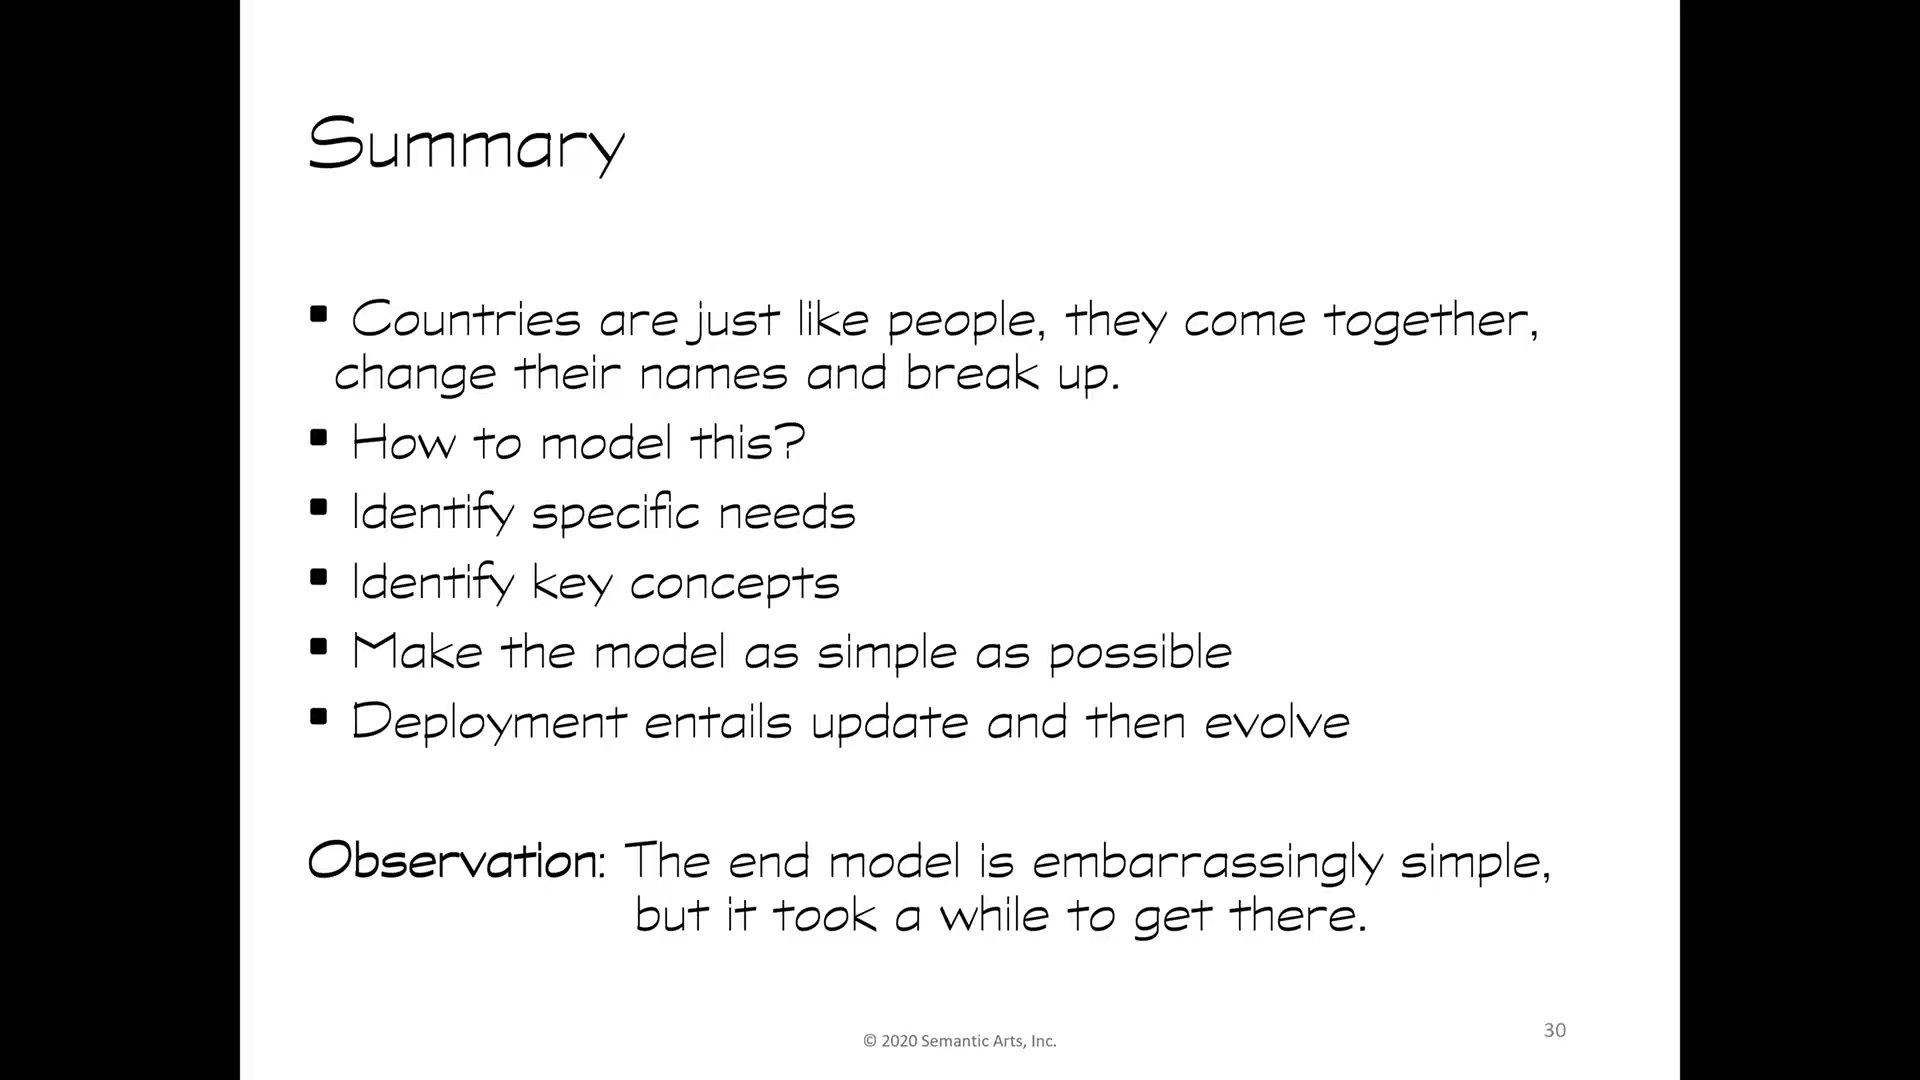 Summary
▪ Countries are just like people, they come together,
change their names and break up.
▪ How to model this?
▪ Identify specific needs
▪ Identify key concepts
▪ Make the model as simple as possible
▪ Deployment entails update and then evolve
Observation: The end model is embarrassingly simple,
but it took a while to get there.
© 2020 Semantic Arts, Inc.
30